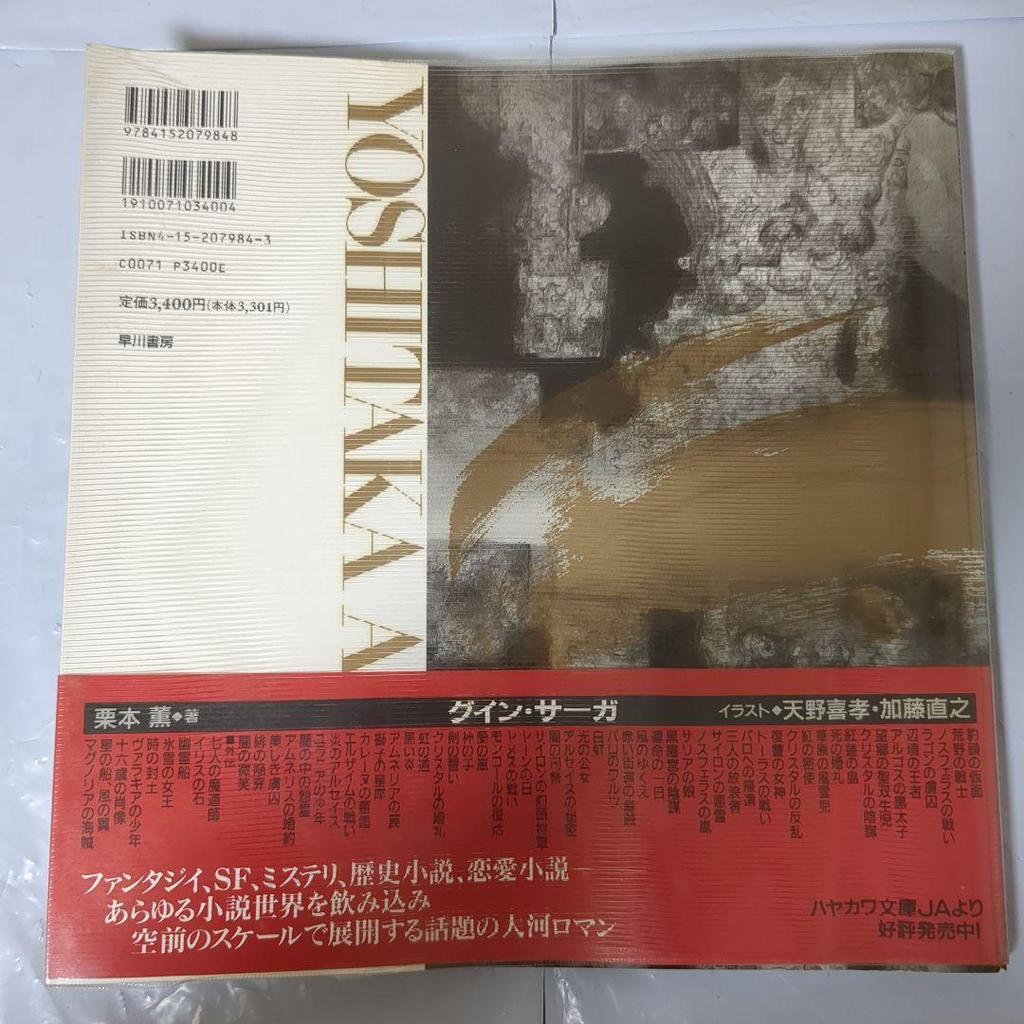 9784152079848
1910071034004
ISBN4-15-207984-3
C0071 P3400E
定価3,400円(本体3,301円)
早川書房
YOSHITAKA A
栗本 薫◆著
グイン・サーガ
イラスト◆天野喜孝・加藤直之
豹頭の仮面
荒野の戦士
ノスフェラスの戦い
ラゴンの虜囚
辺境の王者
アルゴスの黒太子
望郷の聖双生児
クリスタルの陰謀
紅蓮の島
死の婚礼
草原の風雲児
紅の密使
クリスタルの反乱
復讐の女神
トーラスの戦い
パロへの帰還
三人の放浪者
サイロンの悪霊
ノスフェラスの嵐
サリアの娘
黒曜宮の陰謀
運命の一日
風のゆくえ
赤い街道の盗賊
パロのワルツ
白虹
光の公女
アルセイスの秘密
闇の司祭
サイロンの豹頭将軍
レーンの日
レムスの戦い
モンゴールの復活
愛の嵐
神の子
剣の誓い
クリスタルの婚礼
虹の道
黒い炎
アムネリアの罠
獅子の星座
カレーヌの邂逅
エルザイムの戦い
炎のアルセイス
ユラニアの少年
闇の中の怨霊
アムネリスの婚約
美しき虜囚
緋の陥穽
闇の微笑
■外伝
七人の魔道師
イリスの石
幽霊船
氷雪の女王
時の封土
ヴァラキアの少年
十六歳の肖像
星の船、風の翼
マグノリアの海賊
ファンタジイ、SF、ミステリ、歴史小説、恋愛小説―
あらゆる小説世界を飲み込み
空前のスケールで展開する話題の大河ロマン
ハヤカワ文庫JAより
好評発売中!